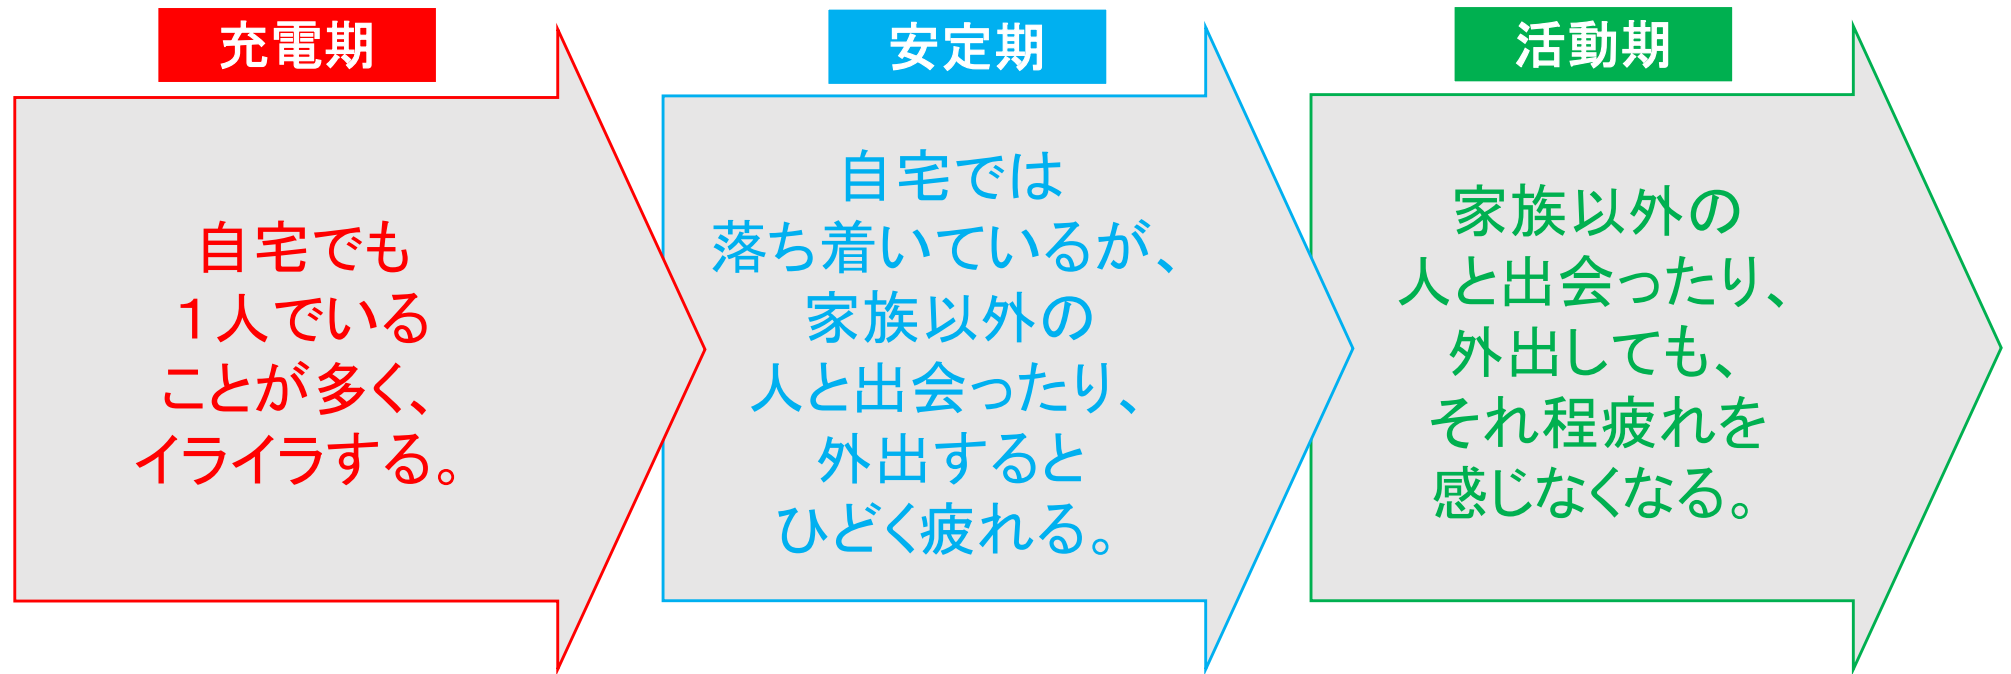 充電期
自宅でも
1人でいる
ことが多く、
イライラする。
安定期
自宅では
落ち着いているが、
家族以外の
人と出会ったり、
外出すると
ひどく疲れる。
活動期
家族以外の
人と出会ったり、
外出しても、
それ程疲れを
感じなくなる。